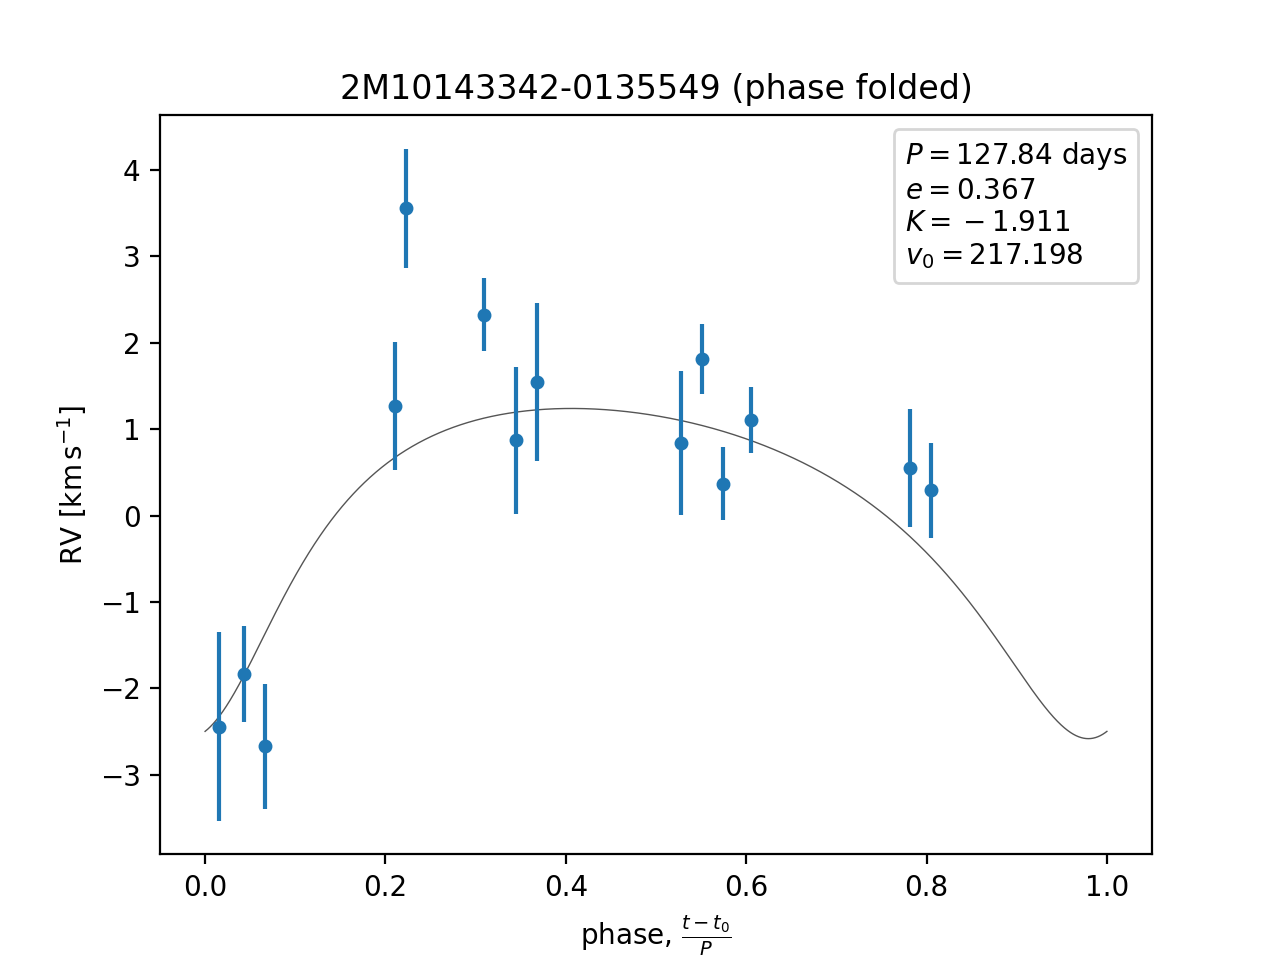 2M10143342-0135549 (phase folded)
P = 127.84 days
e = 0.367
K = −1.911
v₀ = 217.198
RV [km s⁻¹]
4
3
2
1
0
−1
−2
−3
0.0 0.2 0.4 0.6 0.8 1.0
phase, (t − t₀)/P